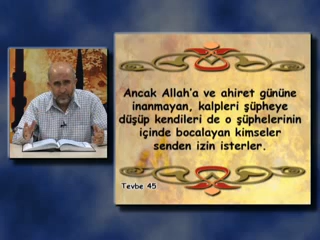 Ancak Allah'a ve ahiret gününe
inanmayan, kalpleri şüpheye
düşüp kendileri de o şüphelerinin
içinde bocalayan kimseler
senden izin isterler.
Tevbe 45